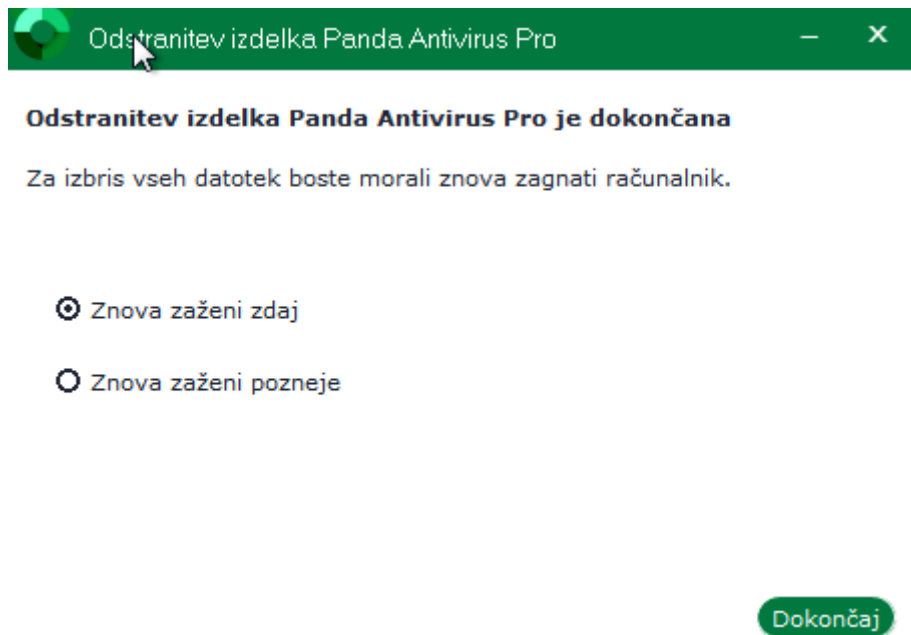 Odstranitev izdelka Panda Antivirus Pro
Odstranitev izdelka Panda Antivirus Pro je dokončana
Za izbris vseh datotek boste morali znova zagnati računalnik.
Znova zaženi zdaj
Znova zaženi pozneje
Dokončaj